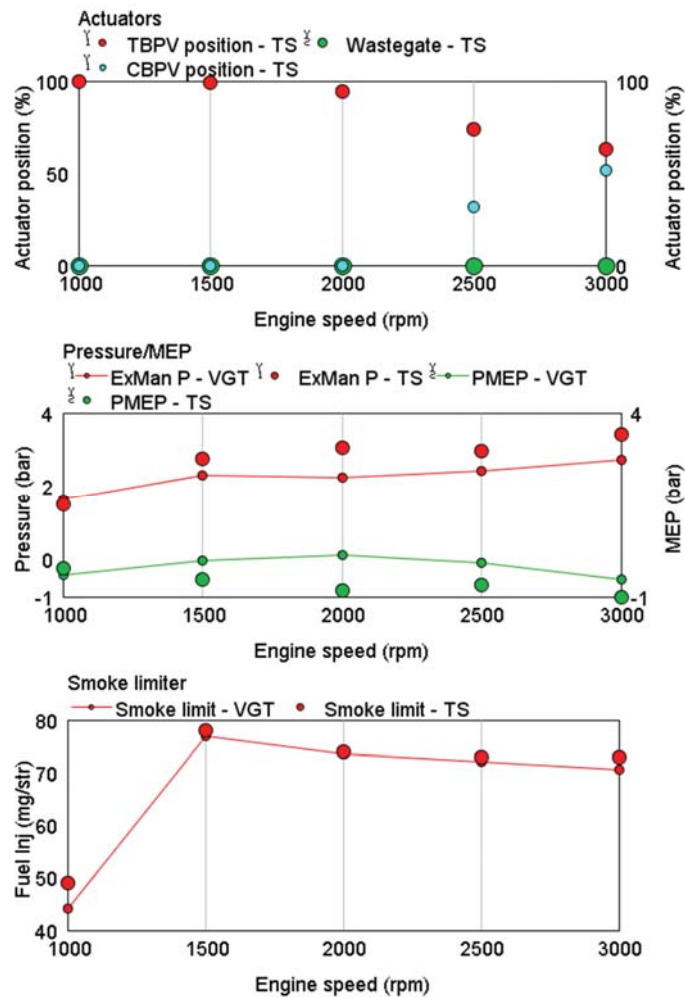 Actuators
TBPV position - TS Wastegate - TS
CBPV position - TS
Actuator position (%)
100
50
0
100
0
Actuator position (%)
1000 1500 2000 2500 3000
Engine speed (rpm)
Pressure/MEP
ExMan P - VGT ExMan P - TS PMEP - VGT
PMEP - TS
Pressure (bar)
4
2
0
-1
4
-1
MEP (bar)
1000 1500 2000 2500 3000
Engine speed (rpm)
Smoke limiter
Smoke limit - VGT Smoke limit - TS
Fuel Inj (mg/str)
80
70
60
50
40
1000 1500 2000 2500 3000
Engine speed (rpm)